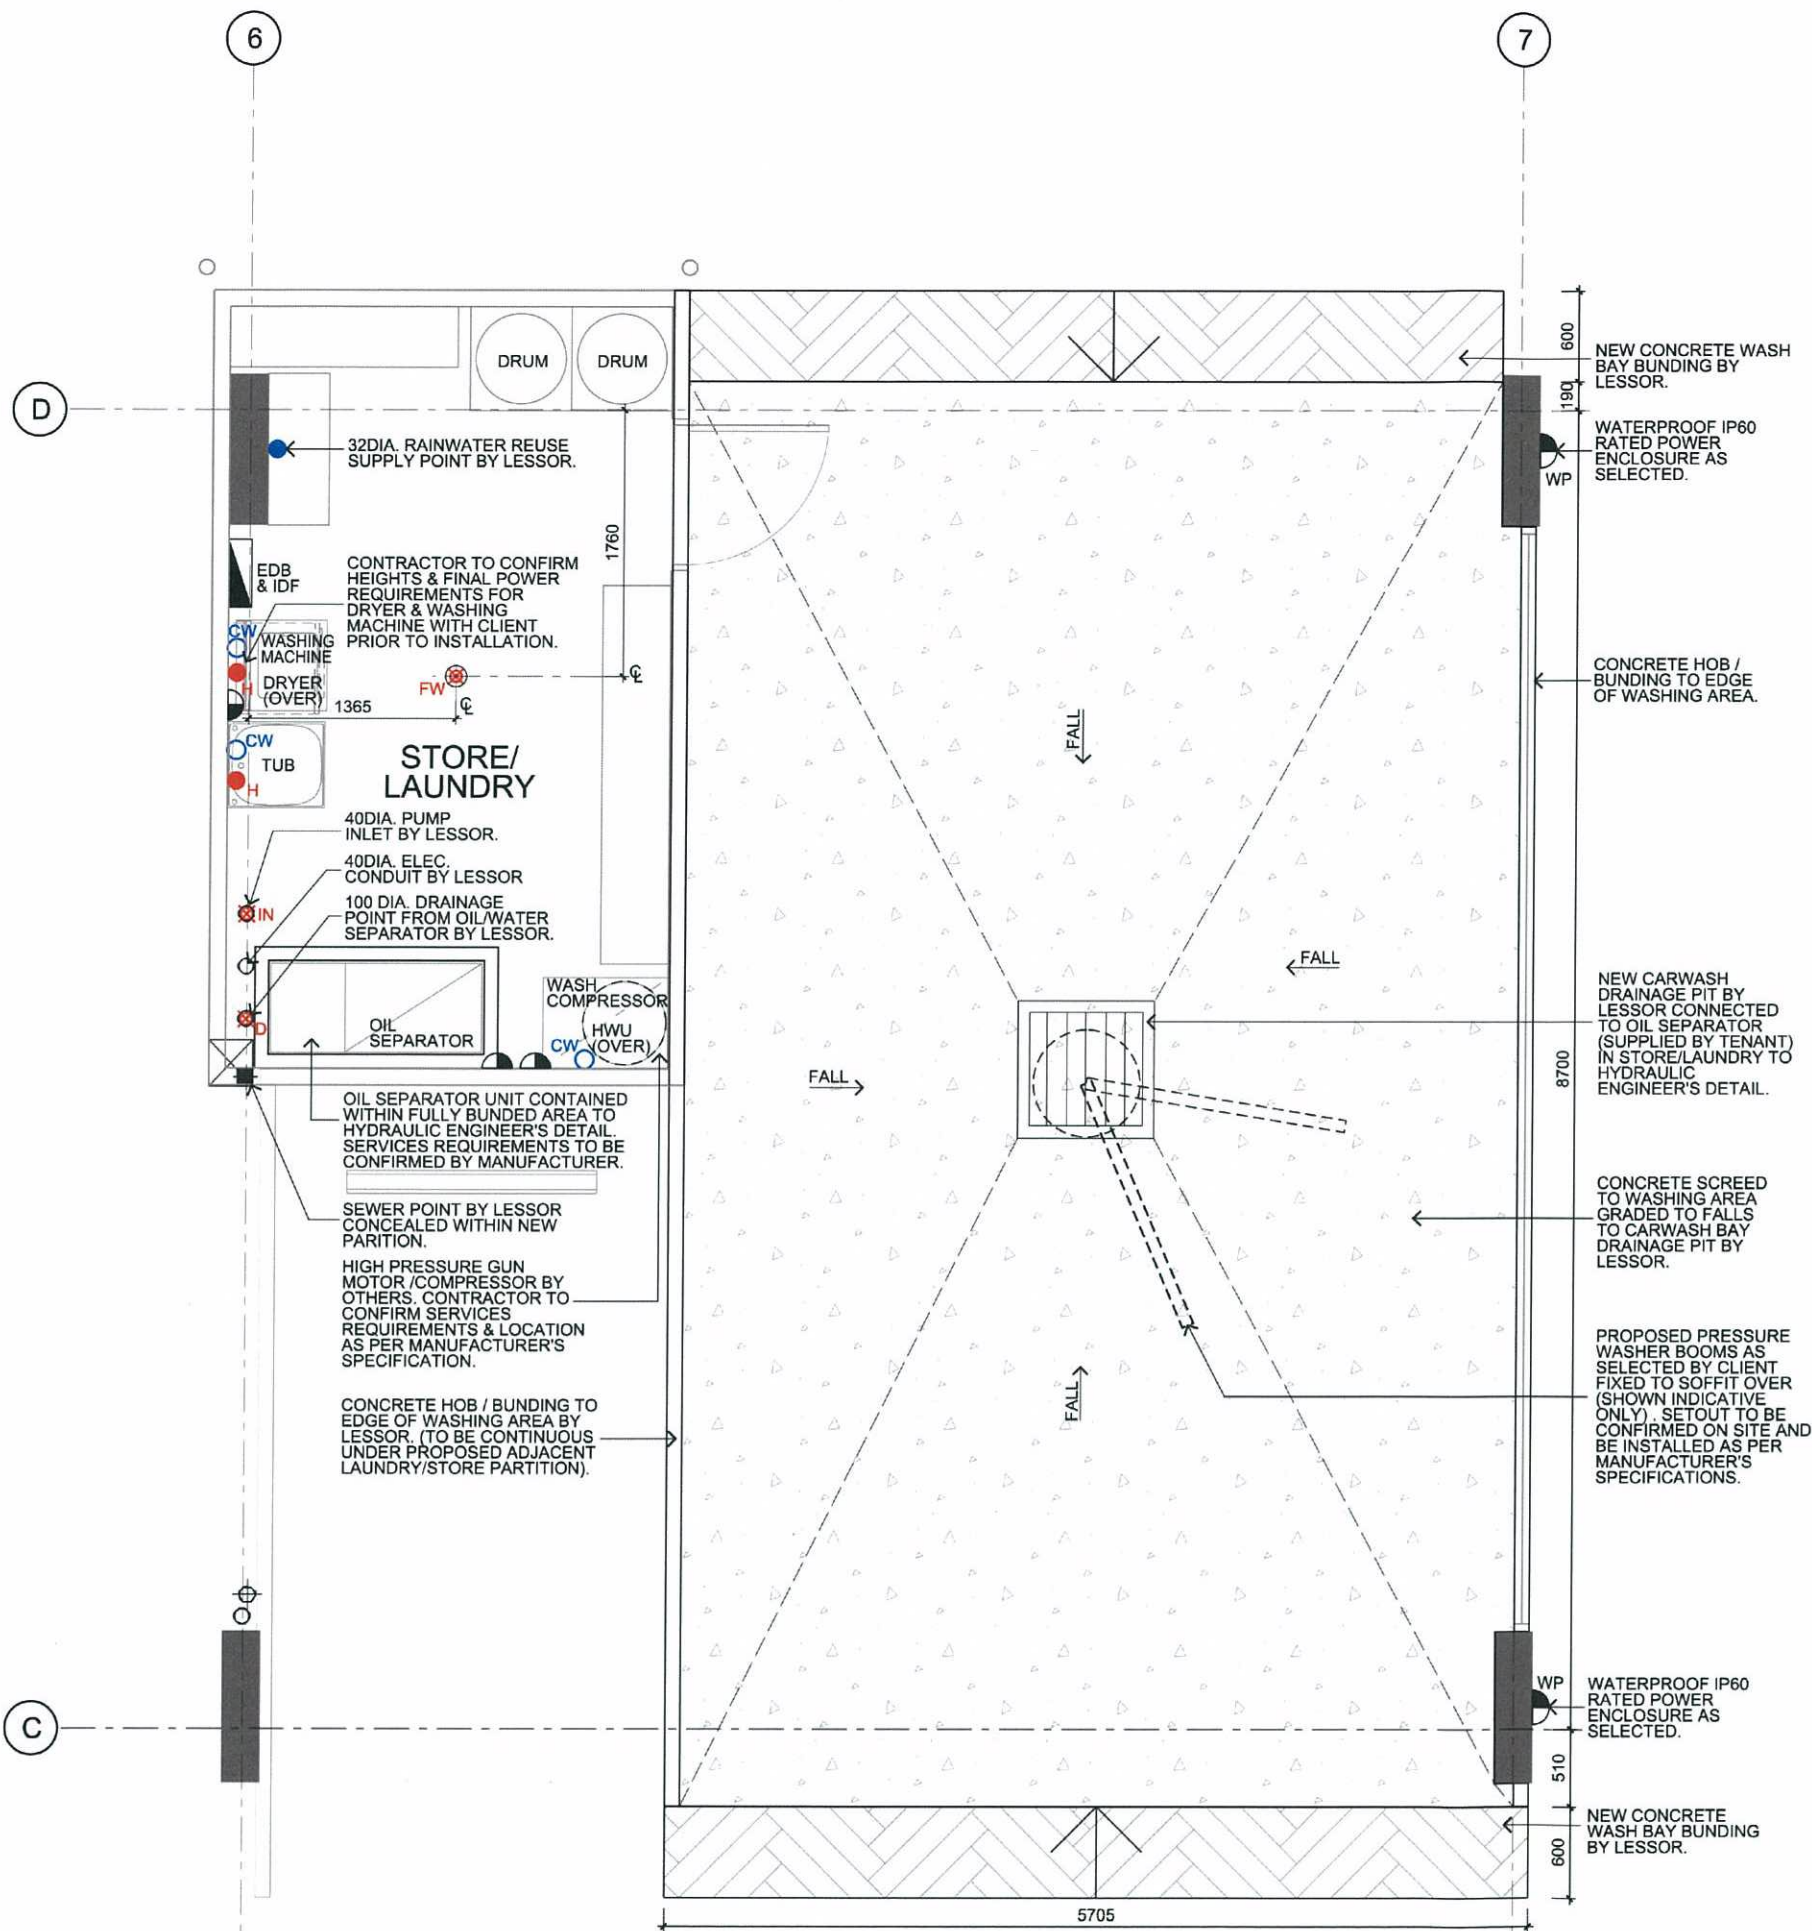 6
7
D
C
DRUM
DRUM
32DIA. RAINWATER REUSE
SUPPLY POINT BY LESSOR.
1760
EDB
& IDF
CONTRACTOR TO CONFIRM
HEIGHTS & FINAL POWER
REQUIREMENTS FOR
DRYER & WASHING
MACHINE WITH CLIENT
PRIOR TO INSTALLATION.
CW
WASHING
MACHINE
H
DRYER
(OVER)
FW
℄
1365
℄
CW
TUB
H
STORE/
LAUNDRY
40DIA. PUMP
INLET BY LESSOR.
40DIA. ELEC.
CONDUIT BY LESSOR
100 DIA. DRAINAGE
POINT FROM OIL/WATER
SEPARATOR BY LESSOR.
IN
D
OIL
SEPARATOR
WASH
COMPRESSOR
HWU
(OVER)
CW
OIL SEPARATOR UNIT CONTAINED
WITHIN FULLY BUNDED AREA TO
HYDRAULIC ENGINEER'S DETAIL.
SERVICES REQUIREMENTS TO BE
CONFIRMED BY MANUFACTURER.
SEWER POINT BY LESSOR
CONCEALED WITHIN NEW
PARITION.
HIGH PRESSURE GUN
MOTOR /COMPRESSOR BY
OTHERS. CONTRACTOR TO
CONFIRM SERVICES
REQUIREMENTS & LOCATION
AS PER MANUFACTURER'S
SPECIFICATION.
CONCRETE HOB / BUNDING TO
EDGE OF WASHING AREA BY
LESSOR. (TO BE CONTINUOUS
UNDER PROPOSED ADJACENT
LAUNDRY/STORE PARTITION).
FALL
FALL
FALL
FALL
600
190
8700
510
600
5705
NEW CONCRETE WASH
BAY BUNDING BY
LESSOR.
WATERPROOF IP60
RATED POWER
ENCLOSURE AS
SELECTED.
WP
CONCRETE HOB /
BUNDING TO EDGE
OF WASHING AREA.
NEW CARWASH
DRAINAGE PIT BY
LESSOR CONNECTED
TO OIL SEPARATOR
(SUPPLIED BY TENANT)
IN STORE/LAUNDRY TO
HYDRAULIC
ENGINEER'S DETAIL.
CONCRETE SCREED
TO WASHING AREA
GRADED TO FALLS
TO CARWASH BAY
DRAINAGE PIT BY
LESSOR.
PROPOSED PRESSURE
WASHER BOOMS AS
SELECTED BY CLIENT
FIXED TO SOFFIT OVER
(SHOWN INDICATIVE
ONLY) . SETOUT TO BE
CONFIRMED ON SITE AND
BE INSTALLED AS PER
MANUFACTURER'S
SPECIFICATIONS.
WP
WATERPROOF IP60
RATED POWER
ENCLOSURE AS
SELECTED.
NEW CONCRETE
WASH BAY BUNDING
BY LESSOR.